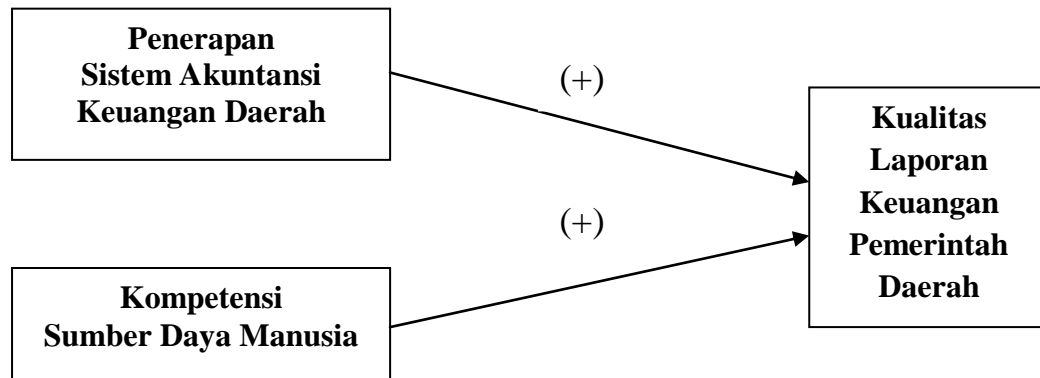 Penerapan
Sistem Akuntansi
Keuangan Daerah
(+)
Kualitas
Laporan
Keuangan
Pemerintah
Daerah
(+)
Kompetensi
Sumber Daya Manusia